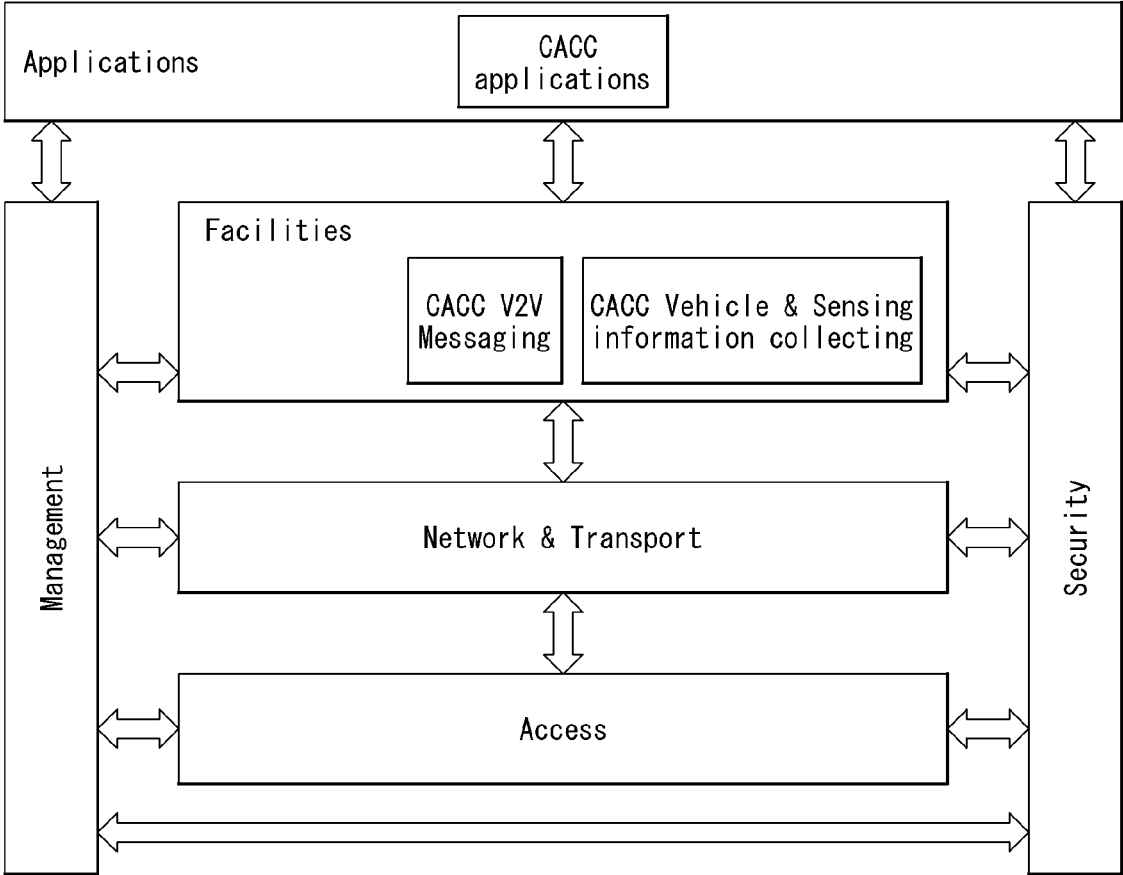 Applications
CACC
applications
Facilities
CACC V2V
Messaging
CACC Vehicle & Sensing
information collecting
Management
Network & Transport
Security
Access